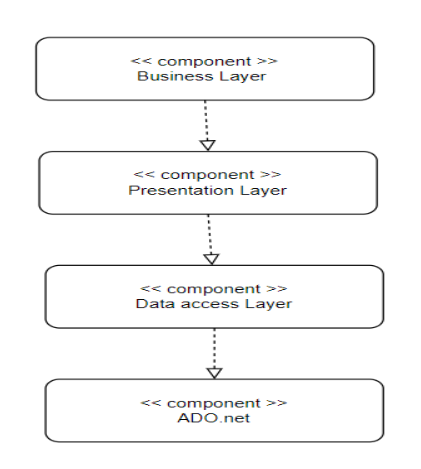 << component >>
Business Layer
<< component >>
Presentation Layer
<< component >>
Data access Layer
<< component >>
ADO.net